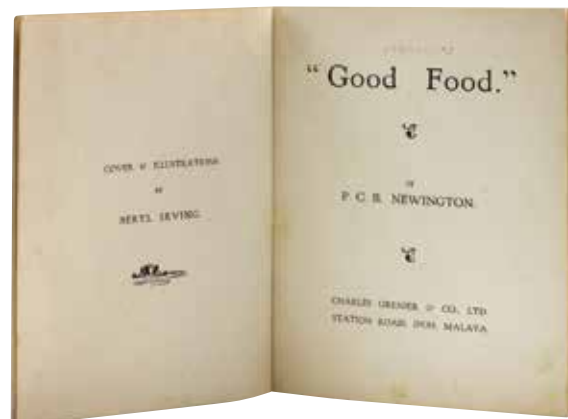 COVER & ILLUSTRATIONS
BY
BERYL IRVING.
"Good Food."
BY
P. C. B. NEWINGTON.
CHARLES GRENIER & CO., LTD.
STATION ROAD, IPOH, MALAYA